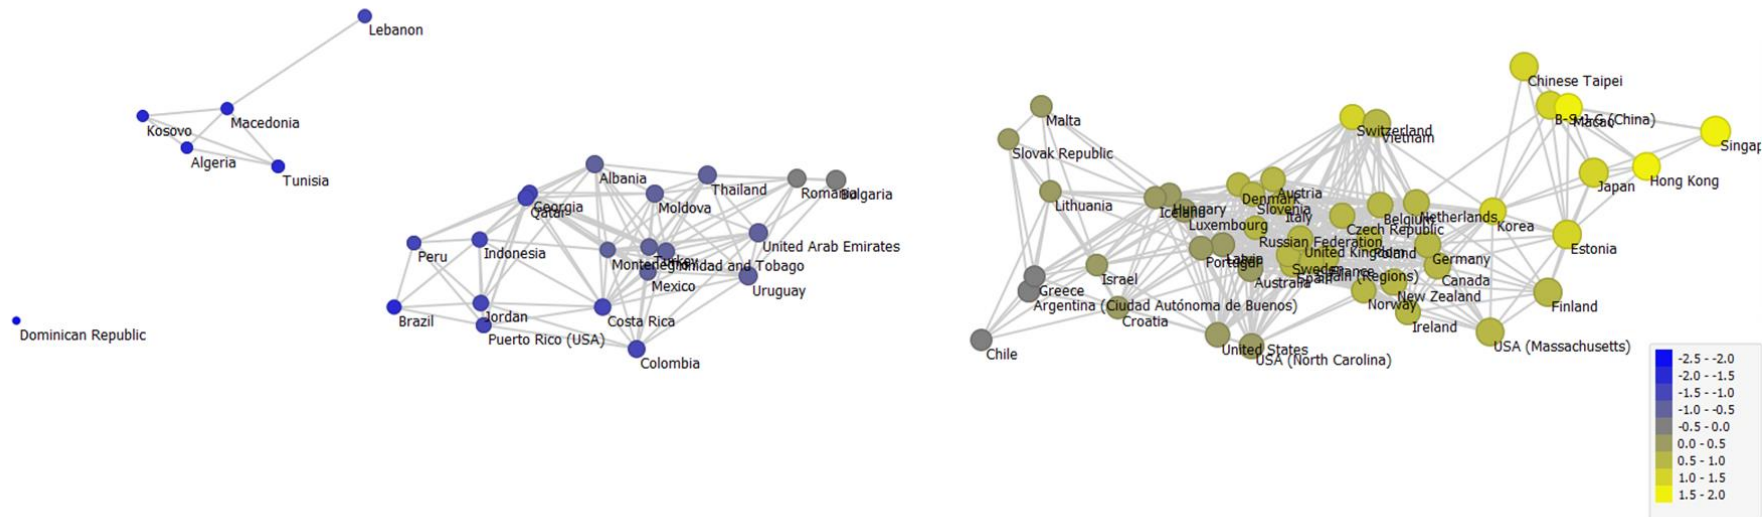 Lebanon
Kosovo
Macedonia
Algeria
Tunisia
Dominican Republic
Albania
Thailand
Romania
Bulgaria
Georgia
Qatar
Moldova
Peru
Indonesia
United Arab Emirates
Montenegro
Turkey
Trinidad and Tobago
Mexico
Uruguay
Brazil
Jordan
Puerto Rico (USA)
Costa Rica
Colombia
Chinese Taipei
B-S-J-G (China)
Macao
Malta
Slovak Republic
Switzerland
Vietnam
Hong Kong
Japan
Lithuania
Iceland
Hungary
Luxembourg
Denmark
Austria
Slovenia
Italy
Belgium
Netherlands
Czech Republic
Korea
Estonia
Russian Federation
United Kingdom
Poland
Portugal
Latvia
Germany
Israel
Sweden
France
Spain
Spain (Regions)
Canada
Australia
Greece
Argentina (Ciudad Autónoma de Buenos)
New Zealand
Norway
Finland
Croatia
Ireland
Chile
United States
USA (North Carolina)
USA (Massachusetts)
-2.5 - -2.0
-2.0 - -1.5
-1.5 - -1.0
-1.0 - -0.5
-0.5 - 0.0
0.0 - 0.5
0.5 - 1.0
1.0 - 1.5
1.5 - 2.0